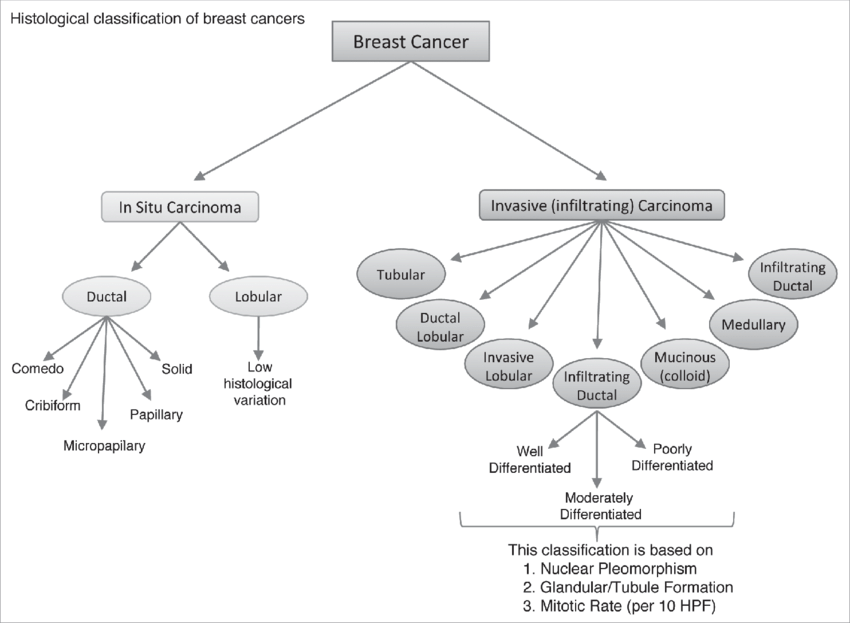 Histological classification of breast cancers
Breast Cancer
In Situ Carcinoma
Invasive (infiltrating) Carcinoma
Ductal
Lobular
Comedo
Cribiform
Micropapilary
Papillary
Solid
Low
histological
variation
Tubular
Ductal
Lobular
Invasive
Lobular
Infiltrating
Ductal
Mucinous
(colloid)
Medullary
Infiltrating
Ductal
Well
Differentiated
Moderately
Differentiated
Poorly
Differentiated
This classification is based on
1. Nuclear Pleomorphism
2. Glandular/Tubule Formation
3. Mitotic Rate (per 10 HPF)